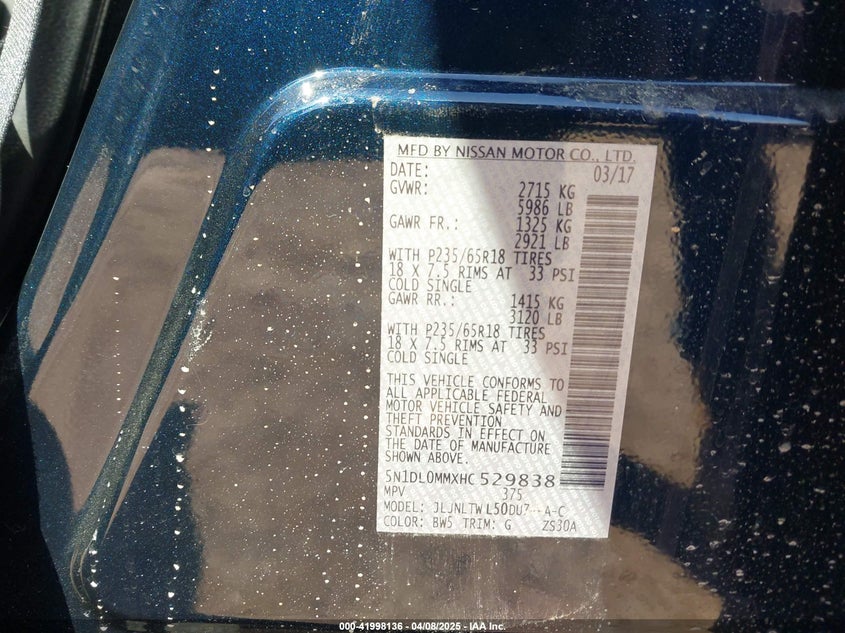 MFD BY NISSAN MOTOR CO., LTD.
DATE: 03/17
GVWR: 2715 KG
5986 LB
GAWR FR.: 1325 KG
2921 LB
WITH P235/65R18 TIRES
18 X 7.5 RIMS AT 33 PSI
COLD SINGLE
GAWR RR.: 1415 KG
3120 LB
WITH P235/65R18 TIRES
18 X 7.5 RIMS AT 33 PSI
COLD SINGLE
THIS VEHICLE CONFORMS TO
ALL APPLICABLE FEDERAL
MOTOR VEHICLE SAFETY AND
THEFT PREVENTION
STANDARDS IN EFFECT ON
THE DATE OF MANUFACTURE
SHOWN ABOVE.
5N1DL0MMXHC529838
MPV 375
MODEL: JLJNLTWL50DU7--A-C
COLOR: BW5 TRIM: G ZS30A
000-41998136 - 04/08/2025 - IAA Inc.